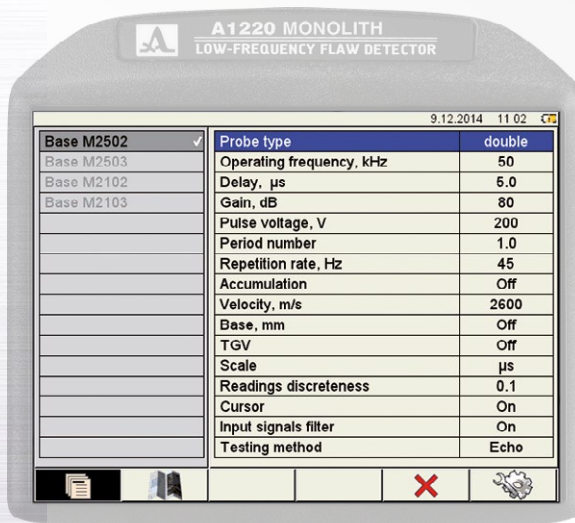 A1220 MONOLITH
LOW-FREQUENCY FLAW DETECTOR
9.12.2014 11 02
Base M2502
Base M2503
Base M2102
Base M2103
Probe type double
Operating frequency, kHz 50
Delay, µs 5.0
Gain, dB 80
Pulse voltage, V 200
Period number 1.0
Repetition rate, Hz 45
Accumulation Off
Velocity, m/s 2600
Base, mm Off
TGV Off
Scale µs
Readings discreteness 0.1
Cursor On
Input signals filter On
Testing method Echo